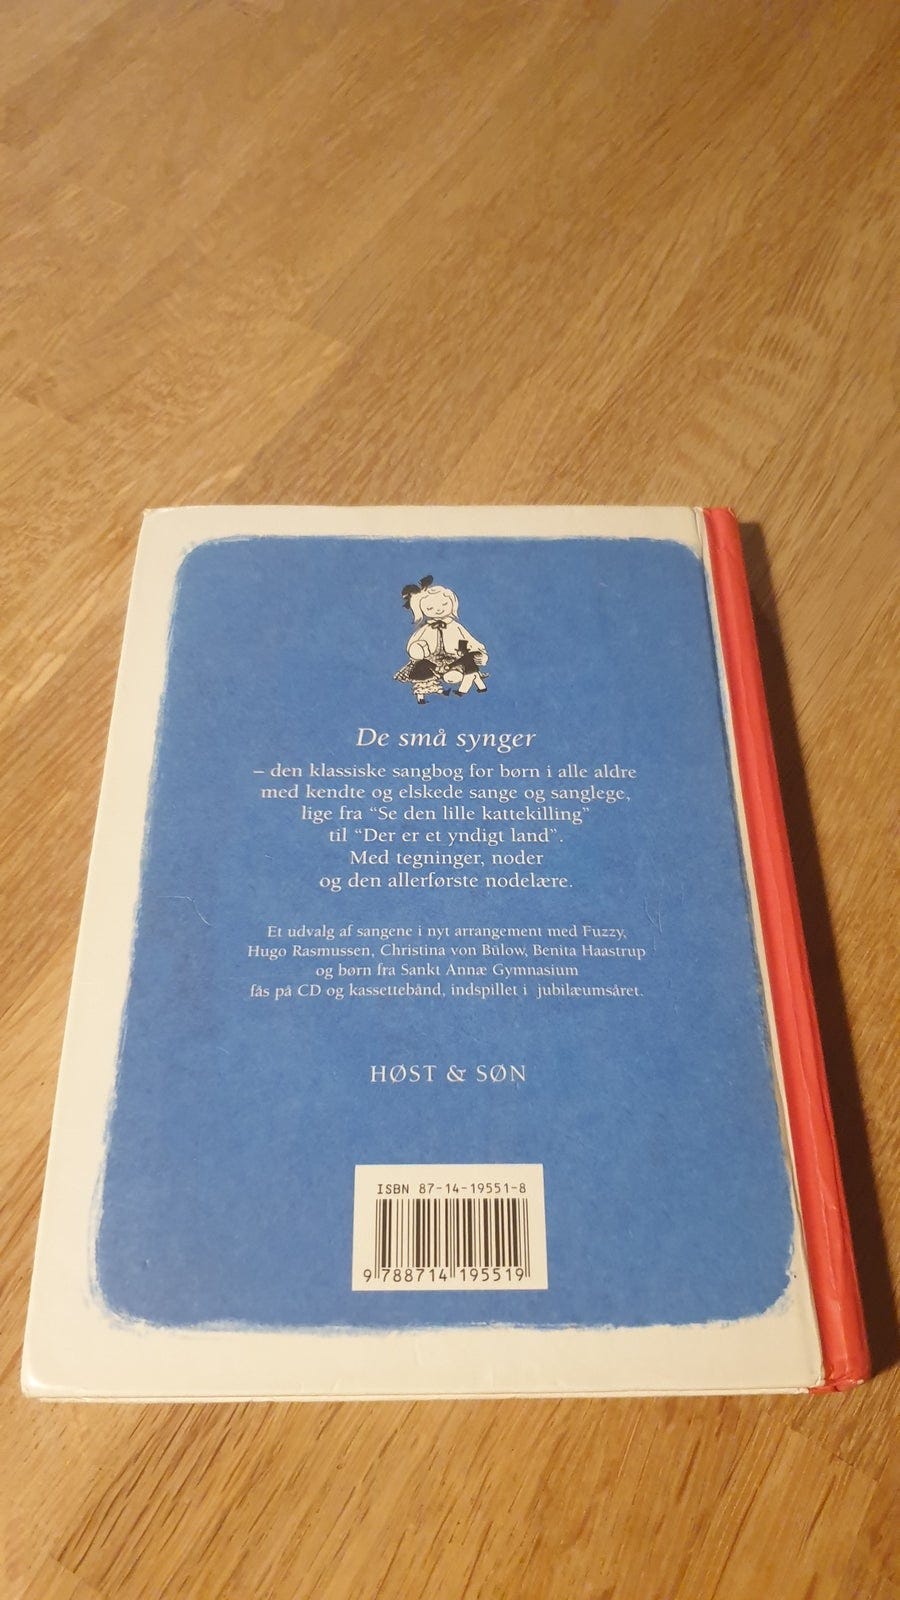 De små synger
– den klassiske sangbog for børn i alle aldre
med kendte og elskede sange og sanglege,
lige fra “Se den lille kattekilling”
til “Der er et yndigt land”.
Med tegninger, noder
og den allerførste nodelære.
Et udvalg af sangene i nyt arrangement med Fuzzy,
Hugo Rasmussen, Christina von Bülow, Benita Haastrup
og børn fra Sankt Annæ Gymnasium
fås på CD og kassettebånd, indspillet i jubilæumsåret.
HØST & SØN
ISBN 87-14-19551-8
9 788714 195519